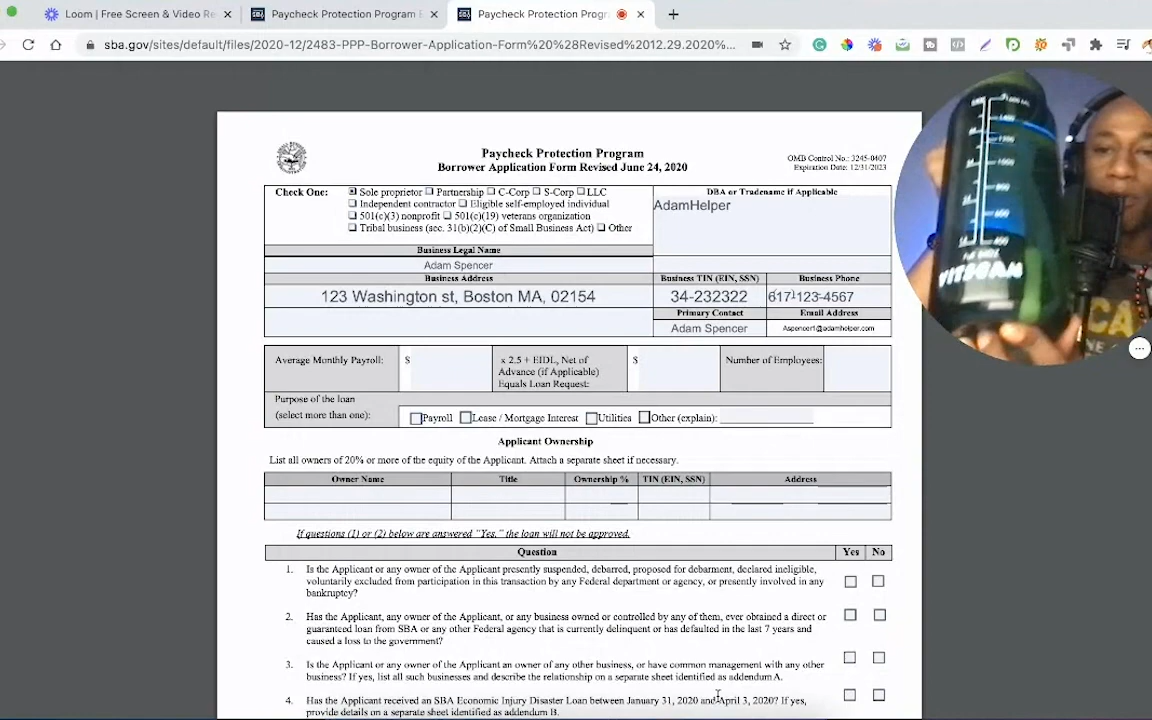 Loom | Free Screen & Video Re
Paycheck Protection Program B
Paycheck Protection Progr
sba.gov/sites/default/files/2020-12/2483-PPP-Borrower-Application-Form%20%28Revised%2012.29.2020%...
Paycheck Protection Program
Borrower Application Form Revised June 24, 2020
OMB Control No.: 3245-0407
Expiration Date: 12/31/2023
Check One:
Sole proprietor Partnership C-Corp S-Corp LLC
Independent contractor Eligible self-employed individual
501(c)(3) nonprofit 501(c)(19) veterans organization
Tribal business (sec. 31(b)(2)(C) of Small Business Act) Other
DBA or Tradename if Applicable
AdamHelper
Business Legal Name
Adam Spencer
Business Address
Business TIN (EIN, SSN)
Business Phone
123 Washington st, Boston MA, 02154
34-232322
617-123-4567
Primary Contact
Email Address
Adam Spencer
Aspencer1@adamhelper.com
Average Monthly Payroll:
$
x 2.5 + EIDL, Net of
Advance (if Applicable)
Equals Loan Request:
$
Number of Employees:
Purpose of the loan
(select more than one):
Payroll Lease / Mortgage Interest Utilities Other (explain):
Applicant Ownership
List all owners of 20% or more of the equity of the Applicant. Attach a separate sheet if necessary.
Owner Name
Title
Ownership %
TIN (EIN, SSN)
Address
If questions (1) or (2) below are answered "Yes," the loan will not be approved.
Question
Yes
No
1. Is the Applicant or any owner of the Applicant presently suspended, debarred, proposed for debarment, declared ineligible,
voluntarily excluded from participation in this transaction by any Federal department or agency, or presently involved in any
bankruptcy?
2. Has the Applicant, any owner of the Applicant, or any business owned or controlled by any of them, ever obtained a direct or
guaranteed loan from SBA or any other Federal agency that is currently delinquent or has defaulted in the last 7 years and
caused a loss to the government?
3. Is the Applicant or any owner of the Applicant an owner of any other business, or have common management with any other
business? If yes, list all such businesses and describe the relationship on a separate sheet identified as addendum A.
4. Has the Applicant received an SBA Economic Injury Disaster Loan between January 31, 2020 and April 3, 2020? If yes,
provide details on a separate sheet identified as addendum B.